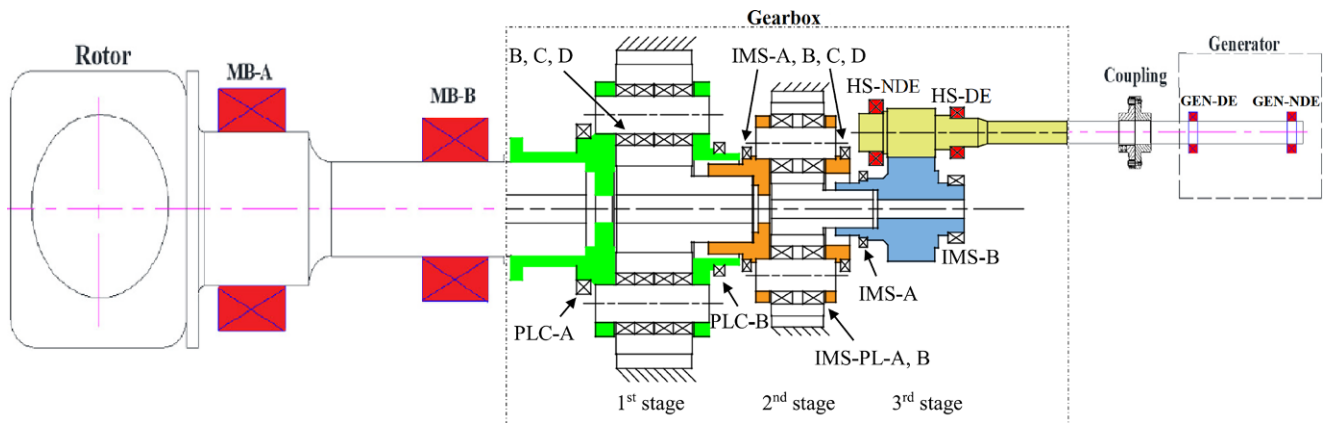 Gearbox
Rotor
MB-A
MB-B
B, C, D
IMS-A, B, C, D
HS-NDE
HS-DE
Coupling
Generator
GEN-DE
GEN-NDE
PLC-A
PLC-B
IMS-A
IMS-B
IMS-PL-A, B
1st stage
2nd stage
3rd stage